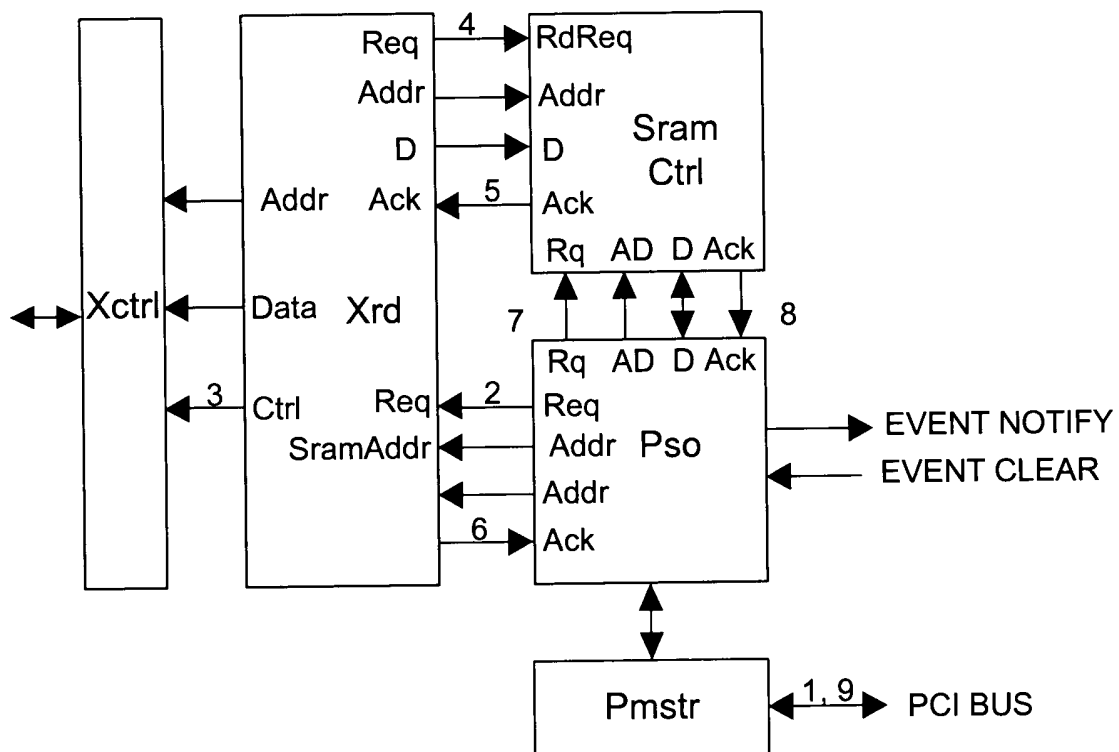 Req 4 RdReq
Addr Addr
D D
Sram
Ctrl
Addr Ack 5 Ack
Rq AD D Ack
Xctrl Data Xrd
7 8
Rq AD D Ack
3 Ctrl Req 2 Req
EVENT NOTIFY
SramAddr Addr Pso
EVENT CLEAR
Addr
6 Ack
Pmstr 1, 9 PCI BUS